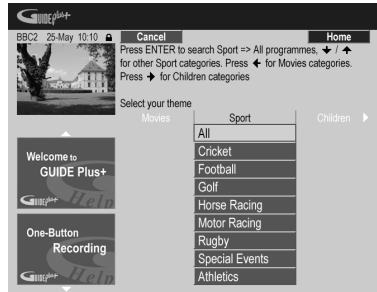 GUIDE plus+
BBC2 25-May 10:10
Cancel
Home
Press ENTER to search Sport => All programmes, ↓ / ↑
for other Sport categories. Press ← for Movies categories.
Press → for Children categories
Select your theme
Movies
Sport
Children
All
Cricket
Football
Golf
Horse Racing
Motor Racing
Rugby
Special Events
Athletics
Welcome to
GUIDE Plus+
GUIDE plus+ Help
One-Button
Recording
GUIDE plus+ Help